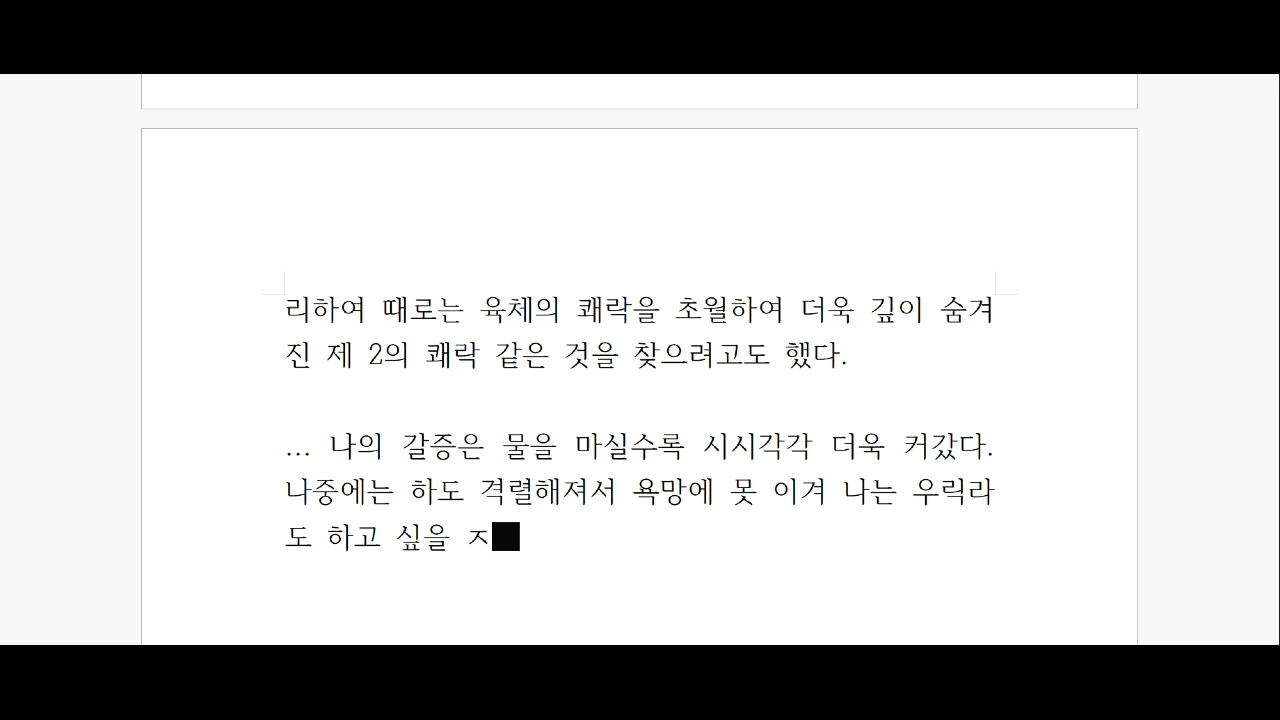 리하여 때로는 육체의 쾌락을 초월하여 더욱 깊이 숨겨
진 제 2의 쾌락 같은 것을 찾으려고도 했다.
... 나의 갈증은 물을 마실수록 시시각각 더욱 커갔다.
나중에는 하도 격렬해져서 욕망에 못 이겨 나는 우릭라
도 하고 싶을 ㅈ